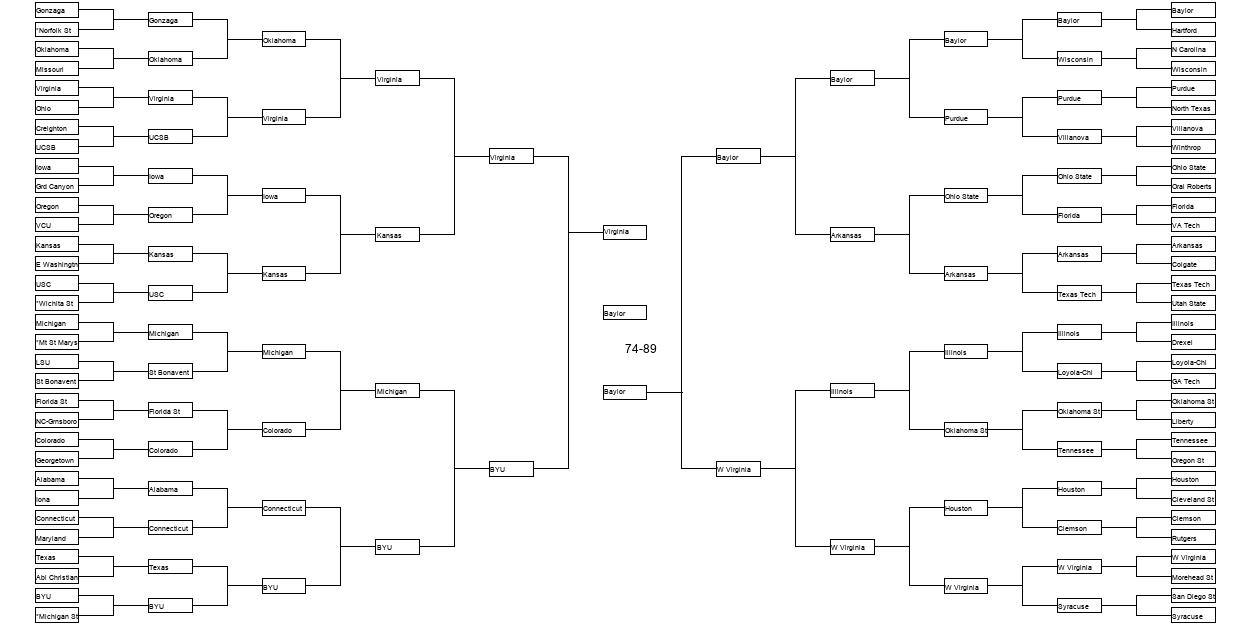 Gonzaga
*Norfolk St
Oklahoma
Missouri
Virginia
Ohio
Creighton
UCSB
Iowa
Grd Canyon
Oregon
VCU
Kansas
E Washingtn
USC
*Wichita St
Michigan
*Mt St Marys
LSU
St Bonavent
Florida St
NC-Grnsboro
Colorado
Georgetown
Alabama
Iona
Connecticut
Maryland
Texas
Abl Christian
BYU
*Michigan St
Gonzaga
Oklahoma
Virginia
UCSB
Iowa
Oregon
Kansas
USC
Michigan
St Bonavent
Florida St
Colorado
Alabama
Connecticut
Texas
BYU
Oklahoma
Virginia
Iowa
Kansas
Michigan
Colorado
Connecticut
BYU
Virginia
Kansas
Michigan
BYU
Virginia
BYU
Virginia
Baylor
74-89
Baylor
Baylor
W Virginia
Baylor
Arkansas
Illinois
W Virginia
Baylor
Purdue
Ohio State
Arkansas
Illinois
Oklahoma St
Houston
W Virginia
Baylor
Wisconsin
Purdue
Villanova
Ohio State
Florida
Arkansas
Texas Tech
Illinois
Loyola-Chi
Oklahoma St
Tennessee
Houston
Clemson
W Virginia
Syracuse
Baylor
Hartford
N Carolina
Wisconsin
Purdue
North Texas
Villanova
Winthrop
Ohio State
Oral Roberts
Florida
VA Tech
Arkansas
Colgate
Texas Tech
Utah State
Illinois
Drexel
Loyola-Chi
GA Tech
Oklahoma St
Liberty
Tennessee
Oregon St
Houston
Cleveland St
Clemson
Rutgers
W Virginia
Morehead St
San Diego St
Syracuse